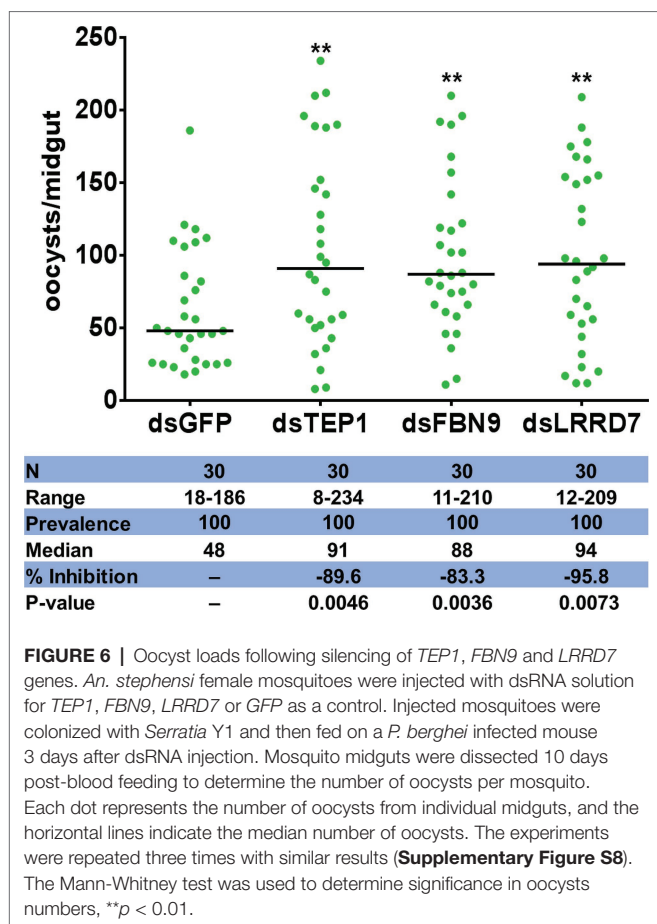 250
200
150
100
50
0
oocysts/midgut
** ** **
dsGFP dsTEP1 dsFBN9 dsLRRD7
N 30 30 30 30
Range 18-186 8-234 11-210 12-209
Prevalence 100 100 100 100
Median 48 91 88 94
% Inhibition – -89.6 -83.3 -95.8
P-value – 0.0046 0.0036 0.0073
FIGURE 6 | Oocyst loads following silencing of TEP1, FBN9 and LRRD7
genes. An. stephensi female mosquitoes were injected with dsRNA solution
for TEP1, FBN9, LRRD7 or GFP as a control. Injected mosquitoes were
colonized with Serratia Y1 and then fed on a P. berghei infected mouse
3 days after dsRNA injection. Mosquito midguts were dissected 10 days
post-blood feeding to determine the number of oocysts per mosquito.
Each dot represents the number of oocysts from individual midguts, and the
horizontal lines indicate the median number of oocysts. The experiments
were repeated three times with similar results (Supplementary Figure S8).
The Mann-Whitney test was used to determine significance in oocysts
numbers, **p < 0.01.